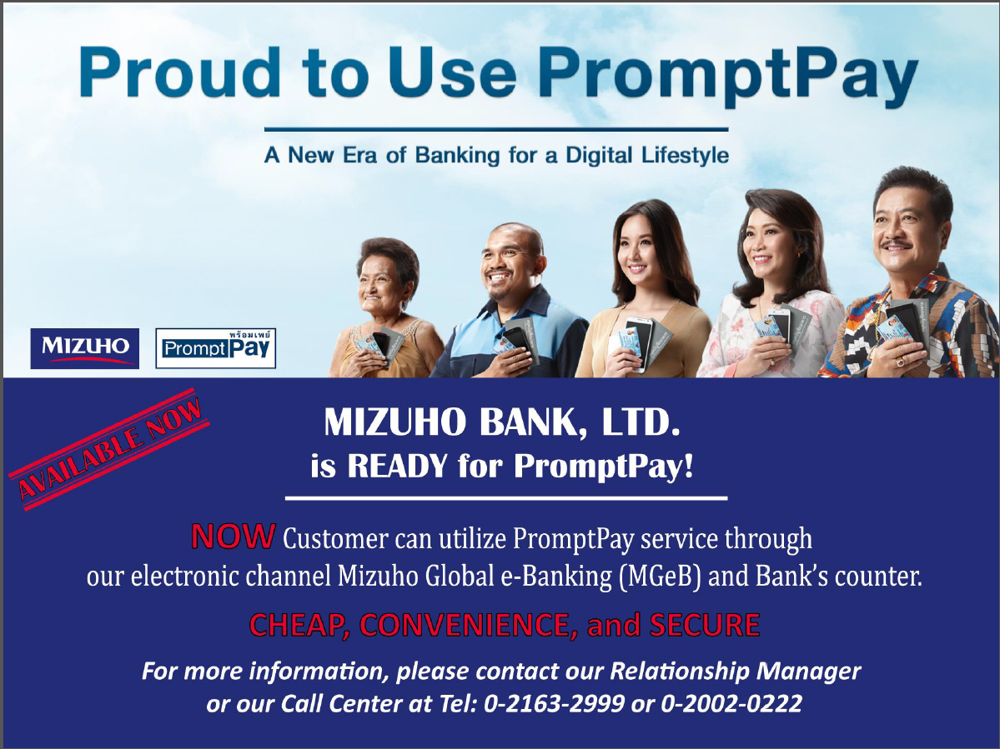 Proud to Use PromptPay
A New Era of Banking for a Digital Lifestyle
MIZUHO
พร้อมเพย์
PromptPay
AVAILABLE NOW
MIZUHO BANK, LTD.
is READY for PromptPay!
NOW Customer can utilize PromptPay service through
our electronic channel Mizuho Global e-Banking (MGeB) and Bank's counter.
CHEAP, CONVENIENCE, and SECURE
For more information, please contact our Relationship Manager
or our Call Center at Tel: 0-2163-2999 or 0-2002-0222